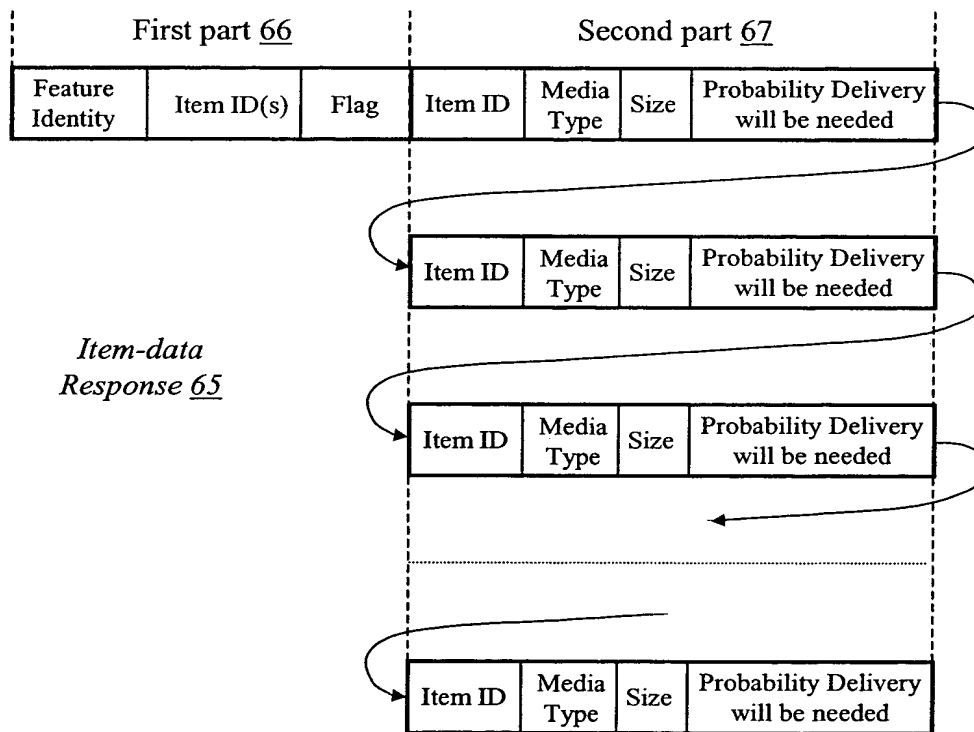 First part 66 Second part 67
Feature Identity Item ID(s) Flag Item ID Media Type Size Probability Delivery will be needed
Item ID Media Type Size Probability Delivery will be needed
Item-data
Response 65
Item ID Media Type Size Probability Delivery will be needed
Item ID Media Type Size Probability Delivery will be needed